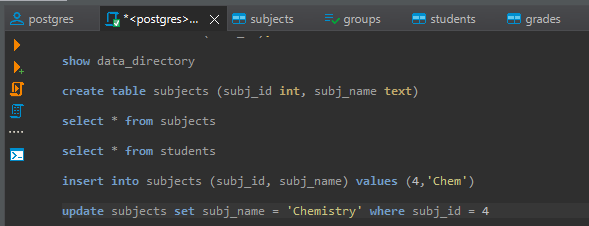 postgres
*<postgres>...
subjects
groups
students
grades
show data_directory
create table subjects (subj_id int, subj_name text)
select * from subjects
select * from students
insert into subjects (subj_id, subj_name) values (4,'Chem')
update subjects set subj_name = 'Chemistry' where subj_id = 4